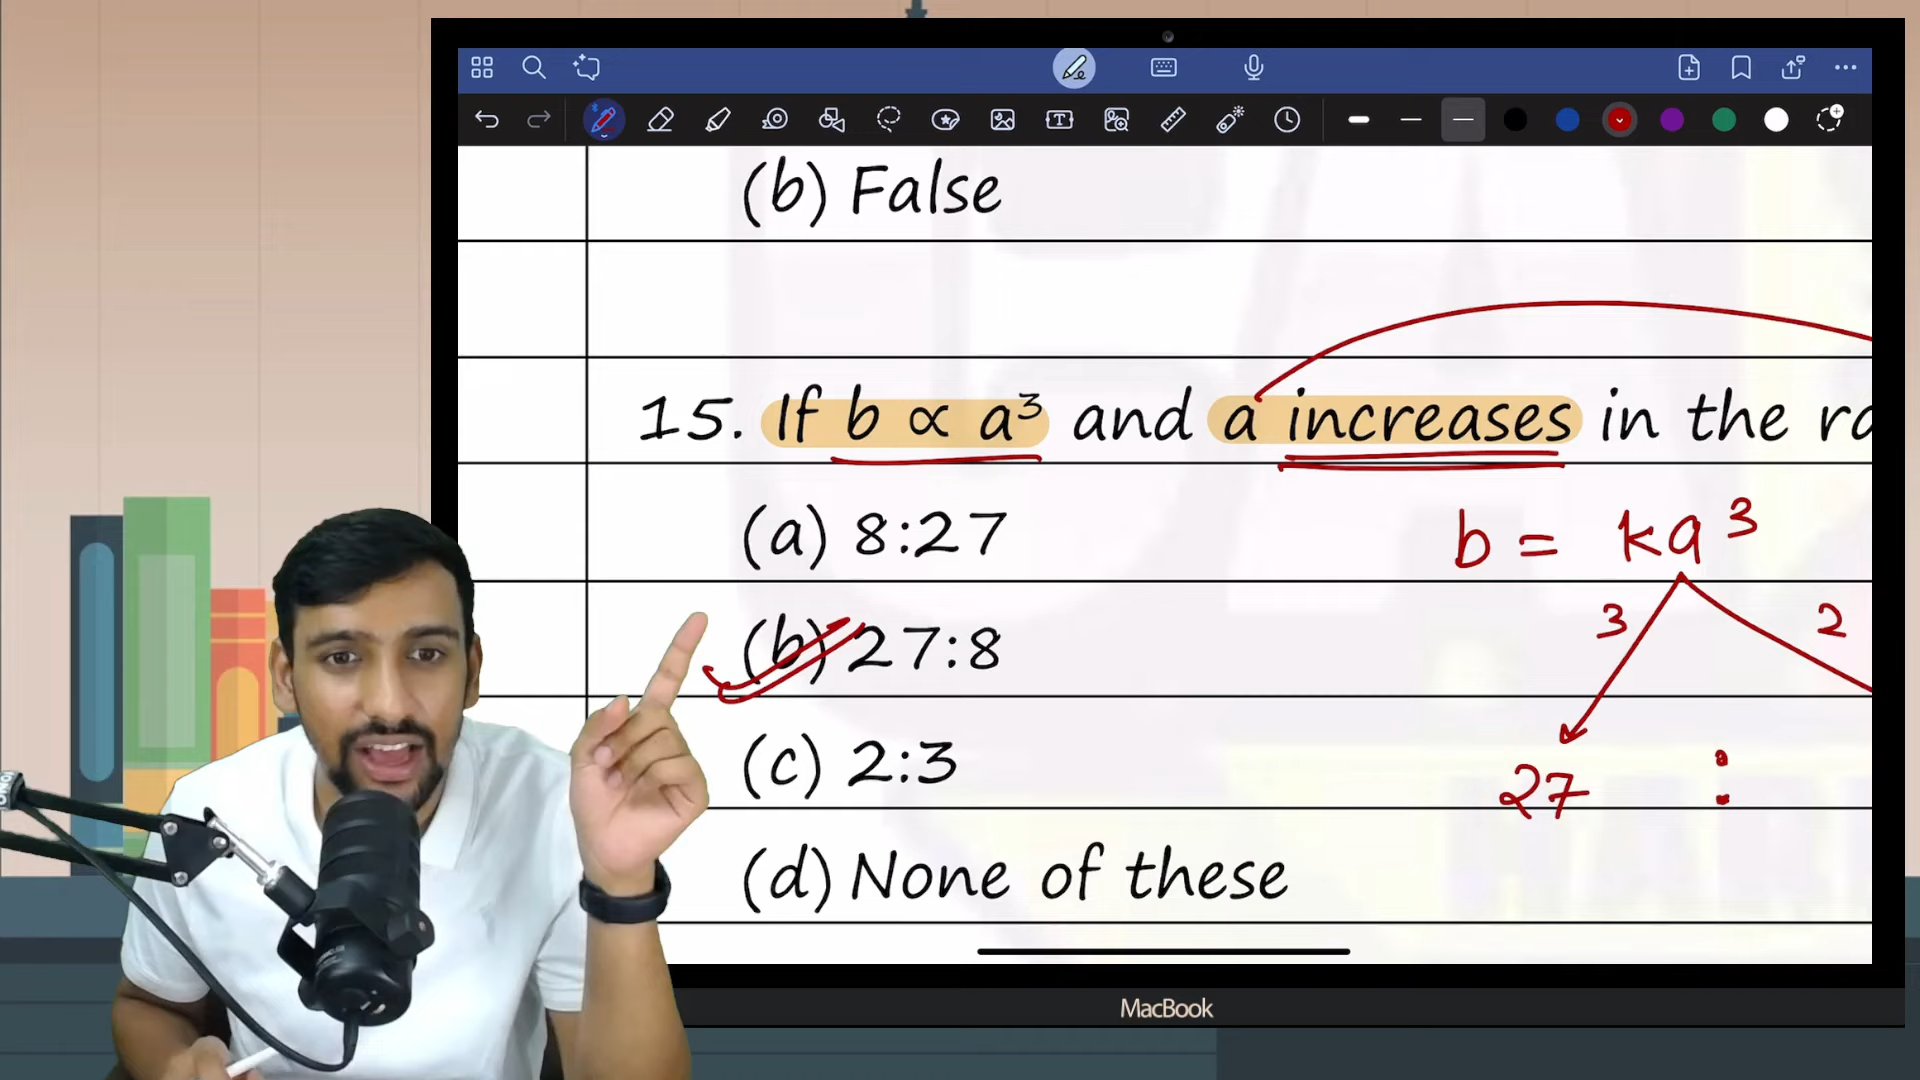 (b) False
15. If b ∝ a³ and a increases in the
(a) 8:27
b = ka³
3
2
(b) 27:8
(c) 2:3
27 :
(d) None of these
MacBook